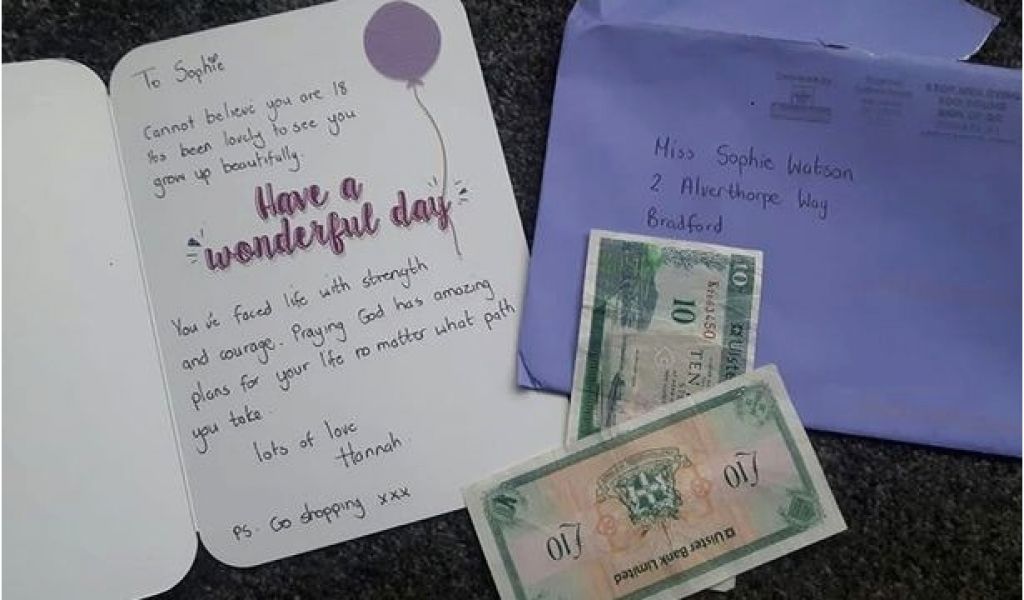 To Sophie
Cannot believe you are 18
its been lovely to see you
grow up beautifully.
Have a
wonderful day
You've faced life with strength
and courage. Praying God has amazing
plans for your life no matter what path
you take.
lots of love
Hannah.
PS. Go shopping xxx
Miss Sophie Watson
2 Alverthorpe Way
Bradford
10
10
TEN
Ulster
£10
£10
Ulster Bank Limited